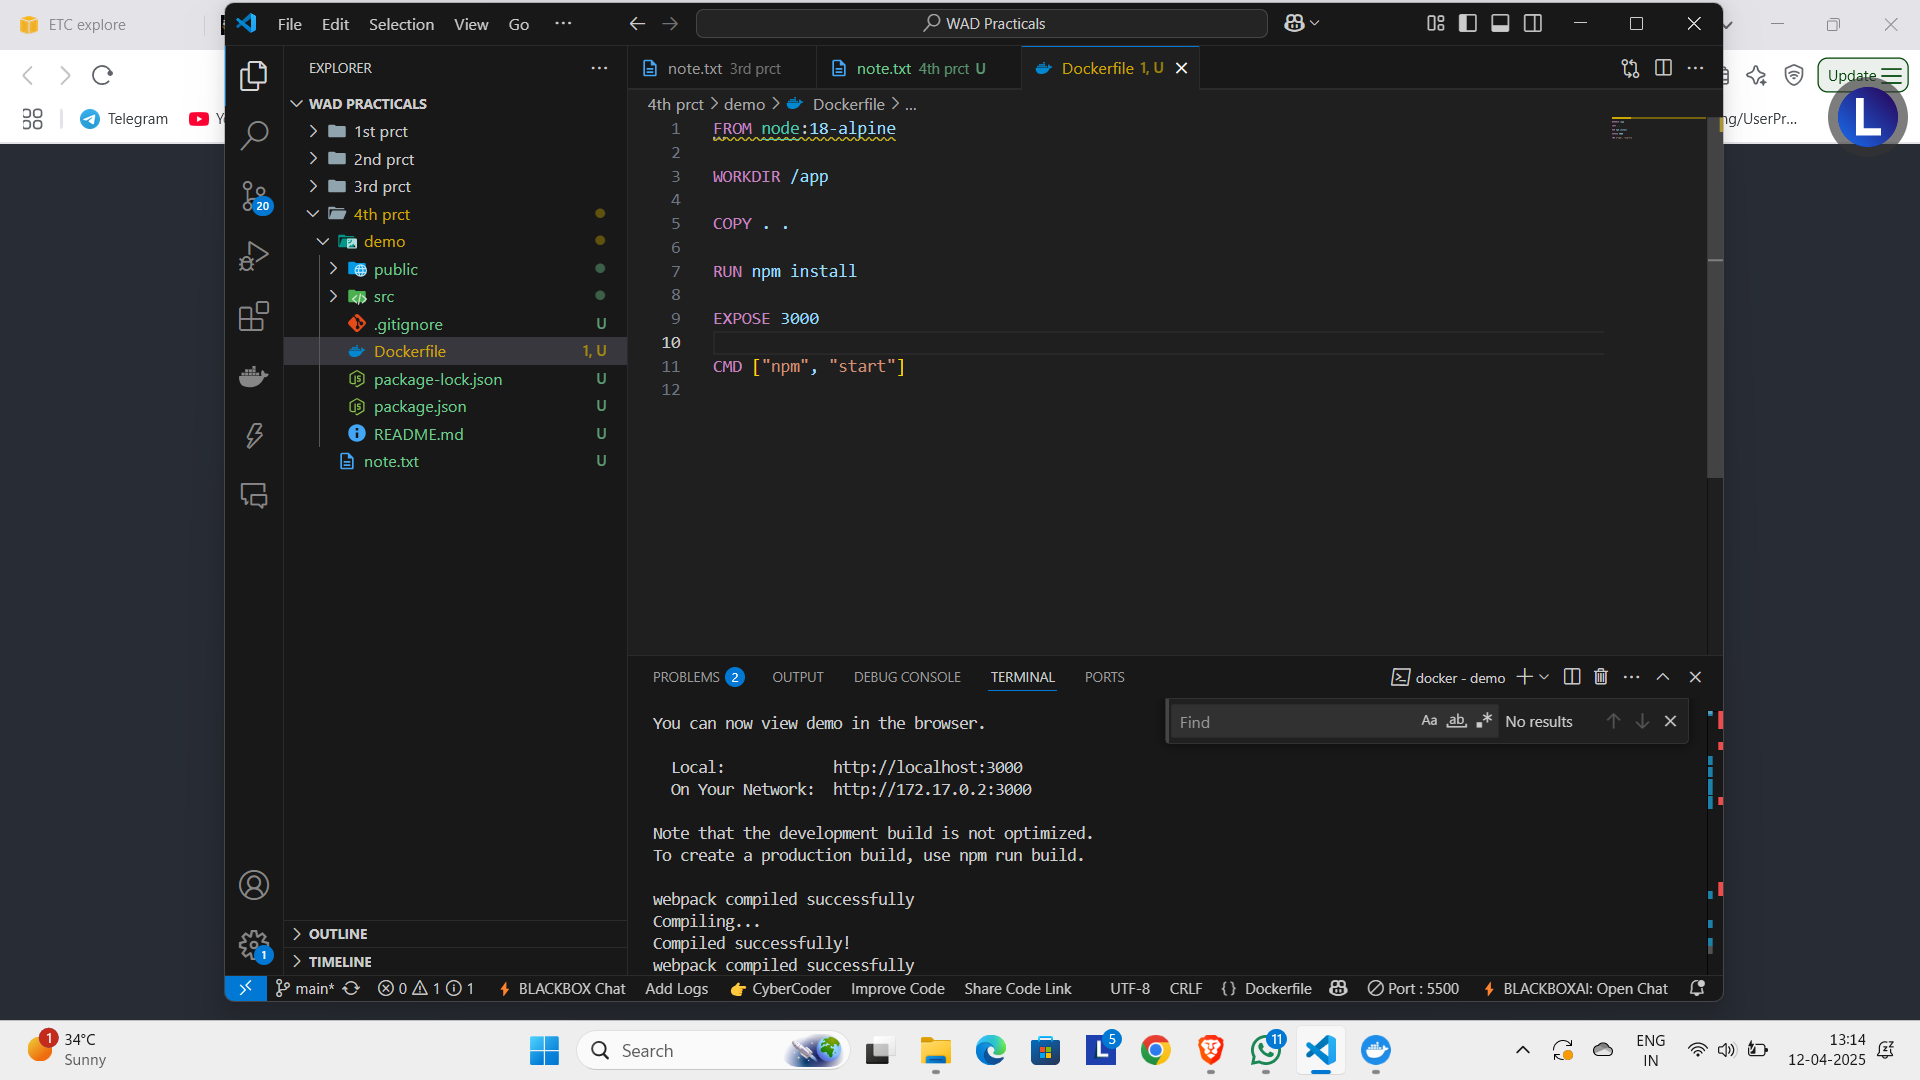 ETC explore
File Edit Selection View Go
WAD Practicals
Update
Telegram
ng/UserPr...
L
EXPLORER
WAD PRACTICALS
1st prct
2nd prct
3rd prct
4th prct
demo
public
src
.gitignore U
Dockerfile 1, U
package-lock.json U
package.json U
README.md U
note.txt U
OUTLINE
TIMELINE
20
1
note.txt 3rd prct
note.txt 4th prct U
Dockerfile 1, U
4th prct > demo > Dockerfile > ...
1 FROM node:18-alpine
2
3 WORKDIR /app
4
5 COPY . .
6
7 RUN npm install
8
9 EXPOSE 3000
10
11 CMD ["npm", "start"]
12
PROBLEMS 2 OUTPUT DEBUG CONSOLE TERMINAL PORTS
docker - demo
Find Aa ab No results
You can now view demo in the browser.
Local: http://localhost:3000
On Your Network: http://172.17.0.2:3000
Note that the development build is not optimized.
To create a production build, use npm run build.
webpack compiled successfully
Compiling...
Compiled successfully!
webpack compiled successfully
main* 0 1 1 BLACKBOX Chat Add Logs CyberCoder Improve Code Share Code Link UTF-8 CRLF {} Dockerfile Port : 5500 BLACKBOXAI: Open Chat
1
34°C
Sunny
Search
L 5
11
ENG
IN
13:14
12-04-2025